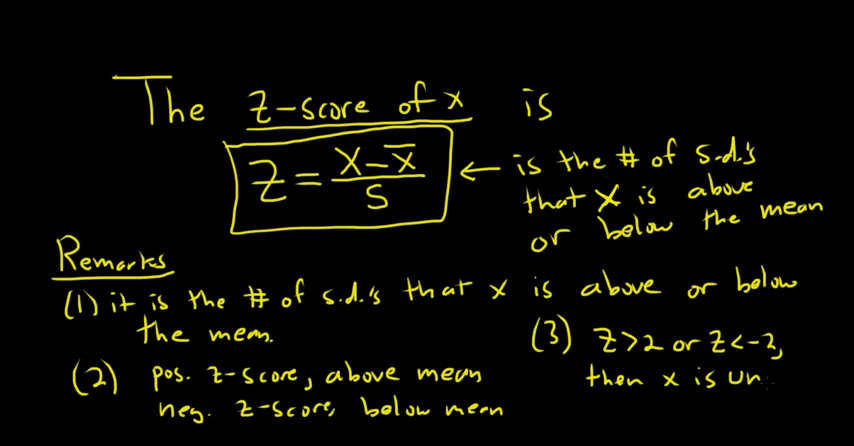 The z-score of x is
z = (x - x̄)/s ← is the # of s.d.'s
that x is above
or below the mean
Remarks
(1) it is the # of s.d.'s that x is above or below
the mean.
(2) pos. z-score, above mean
neg. z-score, below mean
(3) z>2 or z<-2,
then x is un